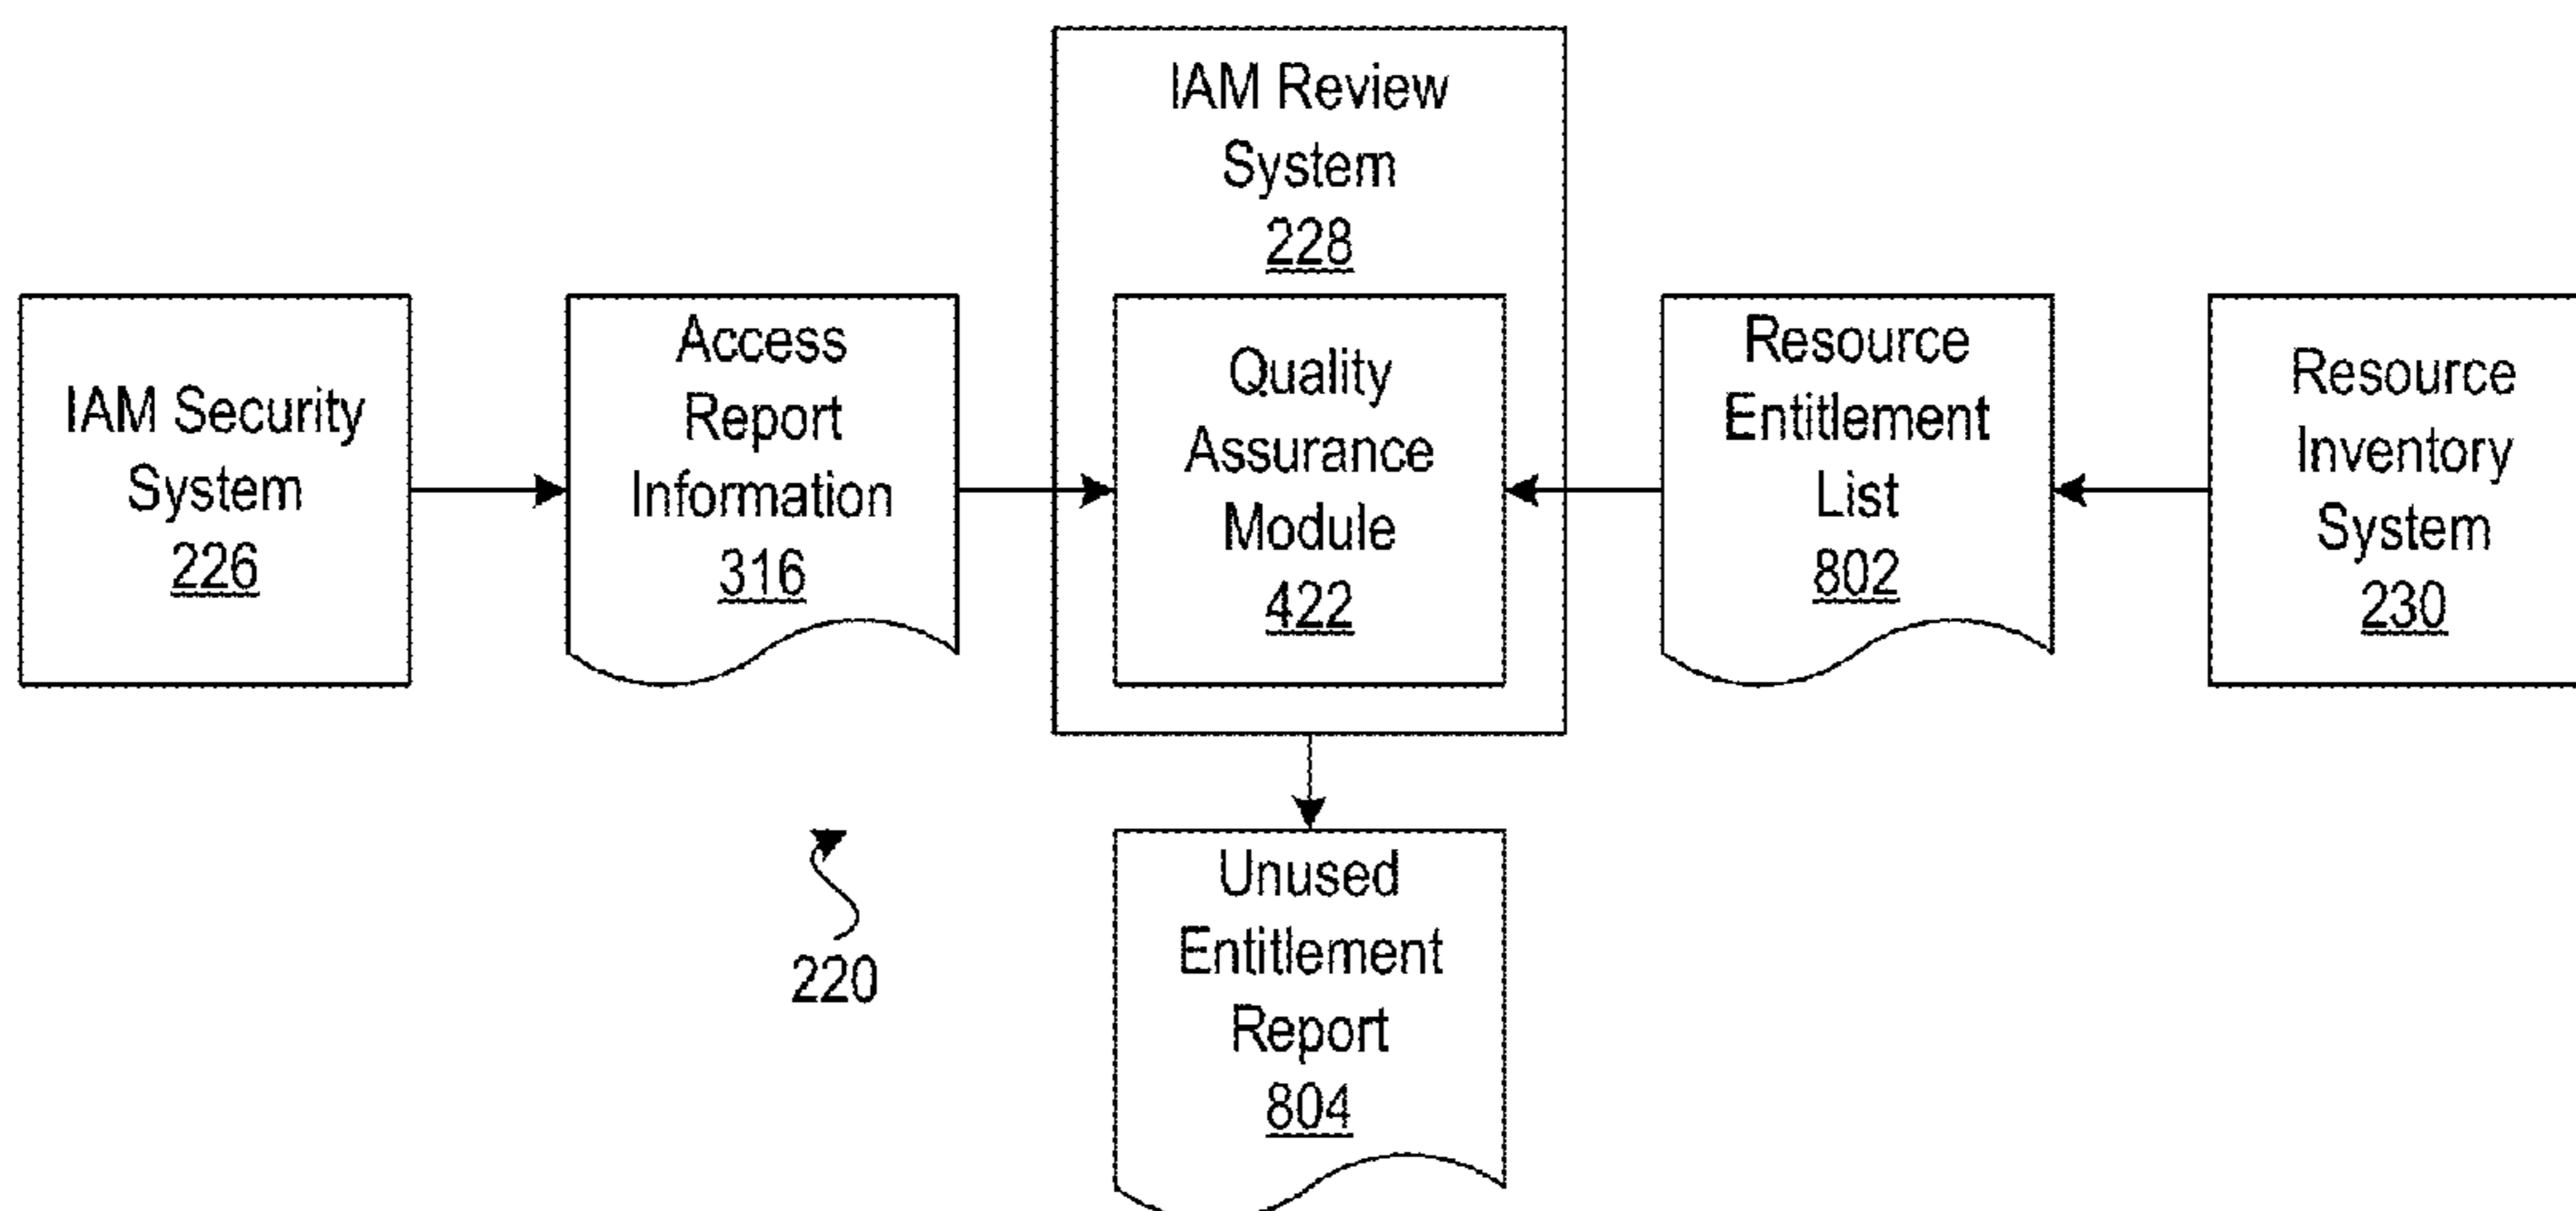 IAM Review
System
228
IAM Security
System
226
Access
Report
Information
316
Quality
Assurance
Module
422
Resource
Entitlement
List
802
Resource
Inventory
System
230
220
Unused
Entitlement
Report
804